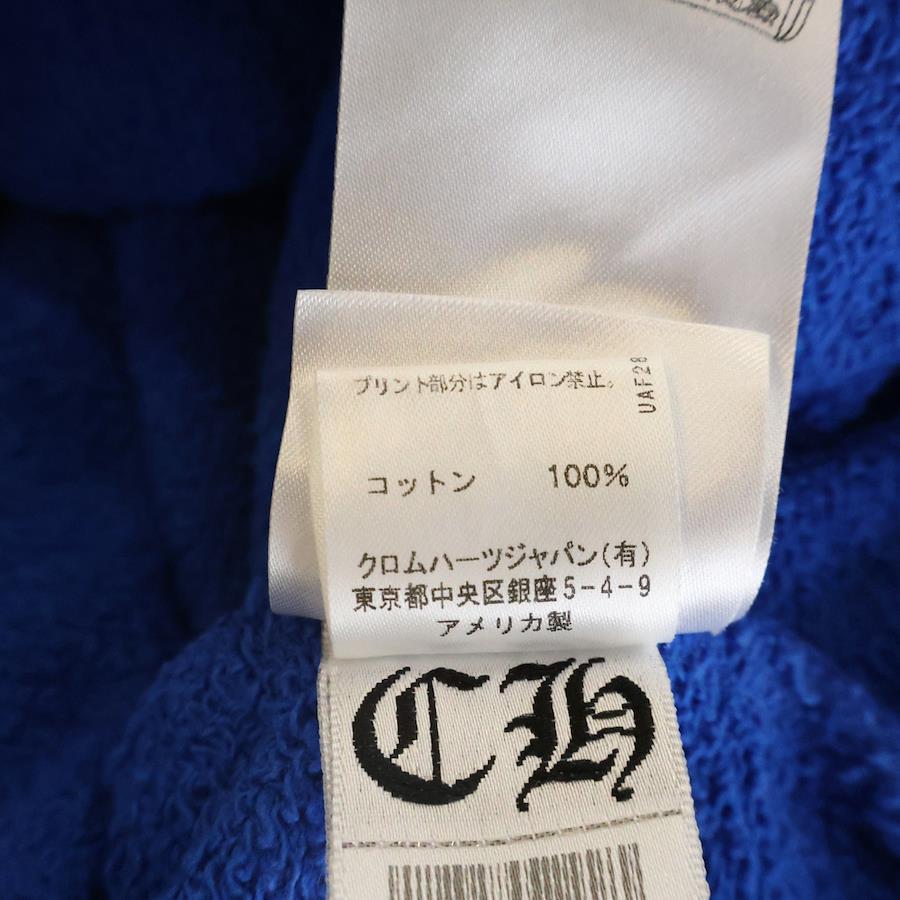 プリント部分はアイロン禁止。
UAF28
コットン 100%
クロムハーツジャパン(有)
東京都中央区銀座5-4-9
アメリカ製
CH